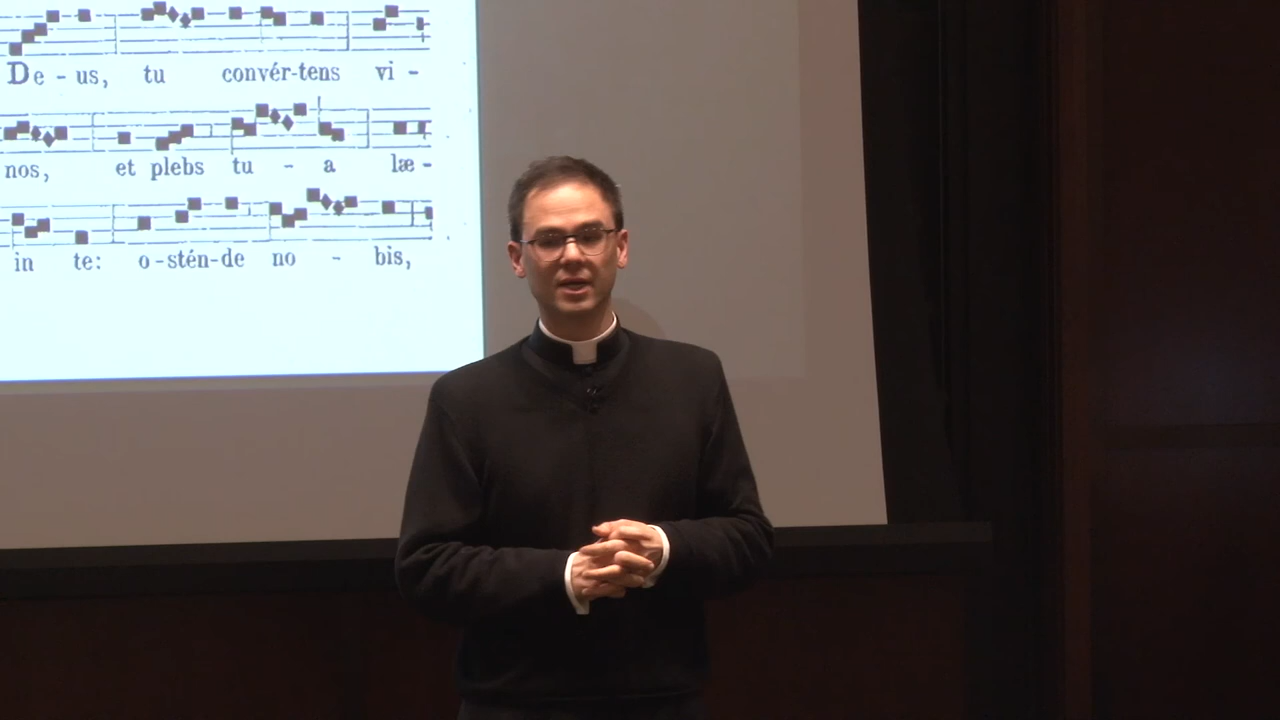 De - us, tu convér-tens vi -
nos, et plebs tu - a læ -
in te: o-stén-de no - bis,